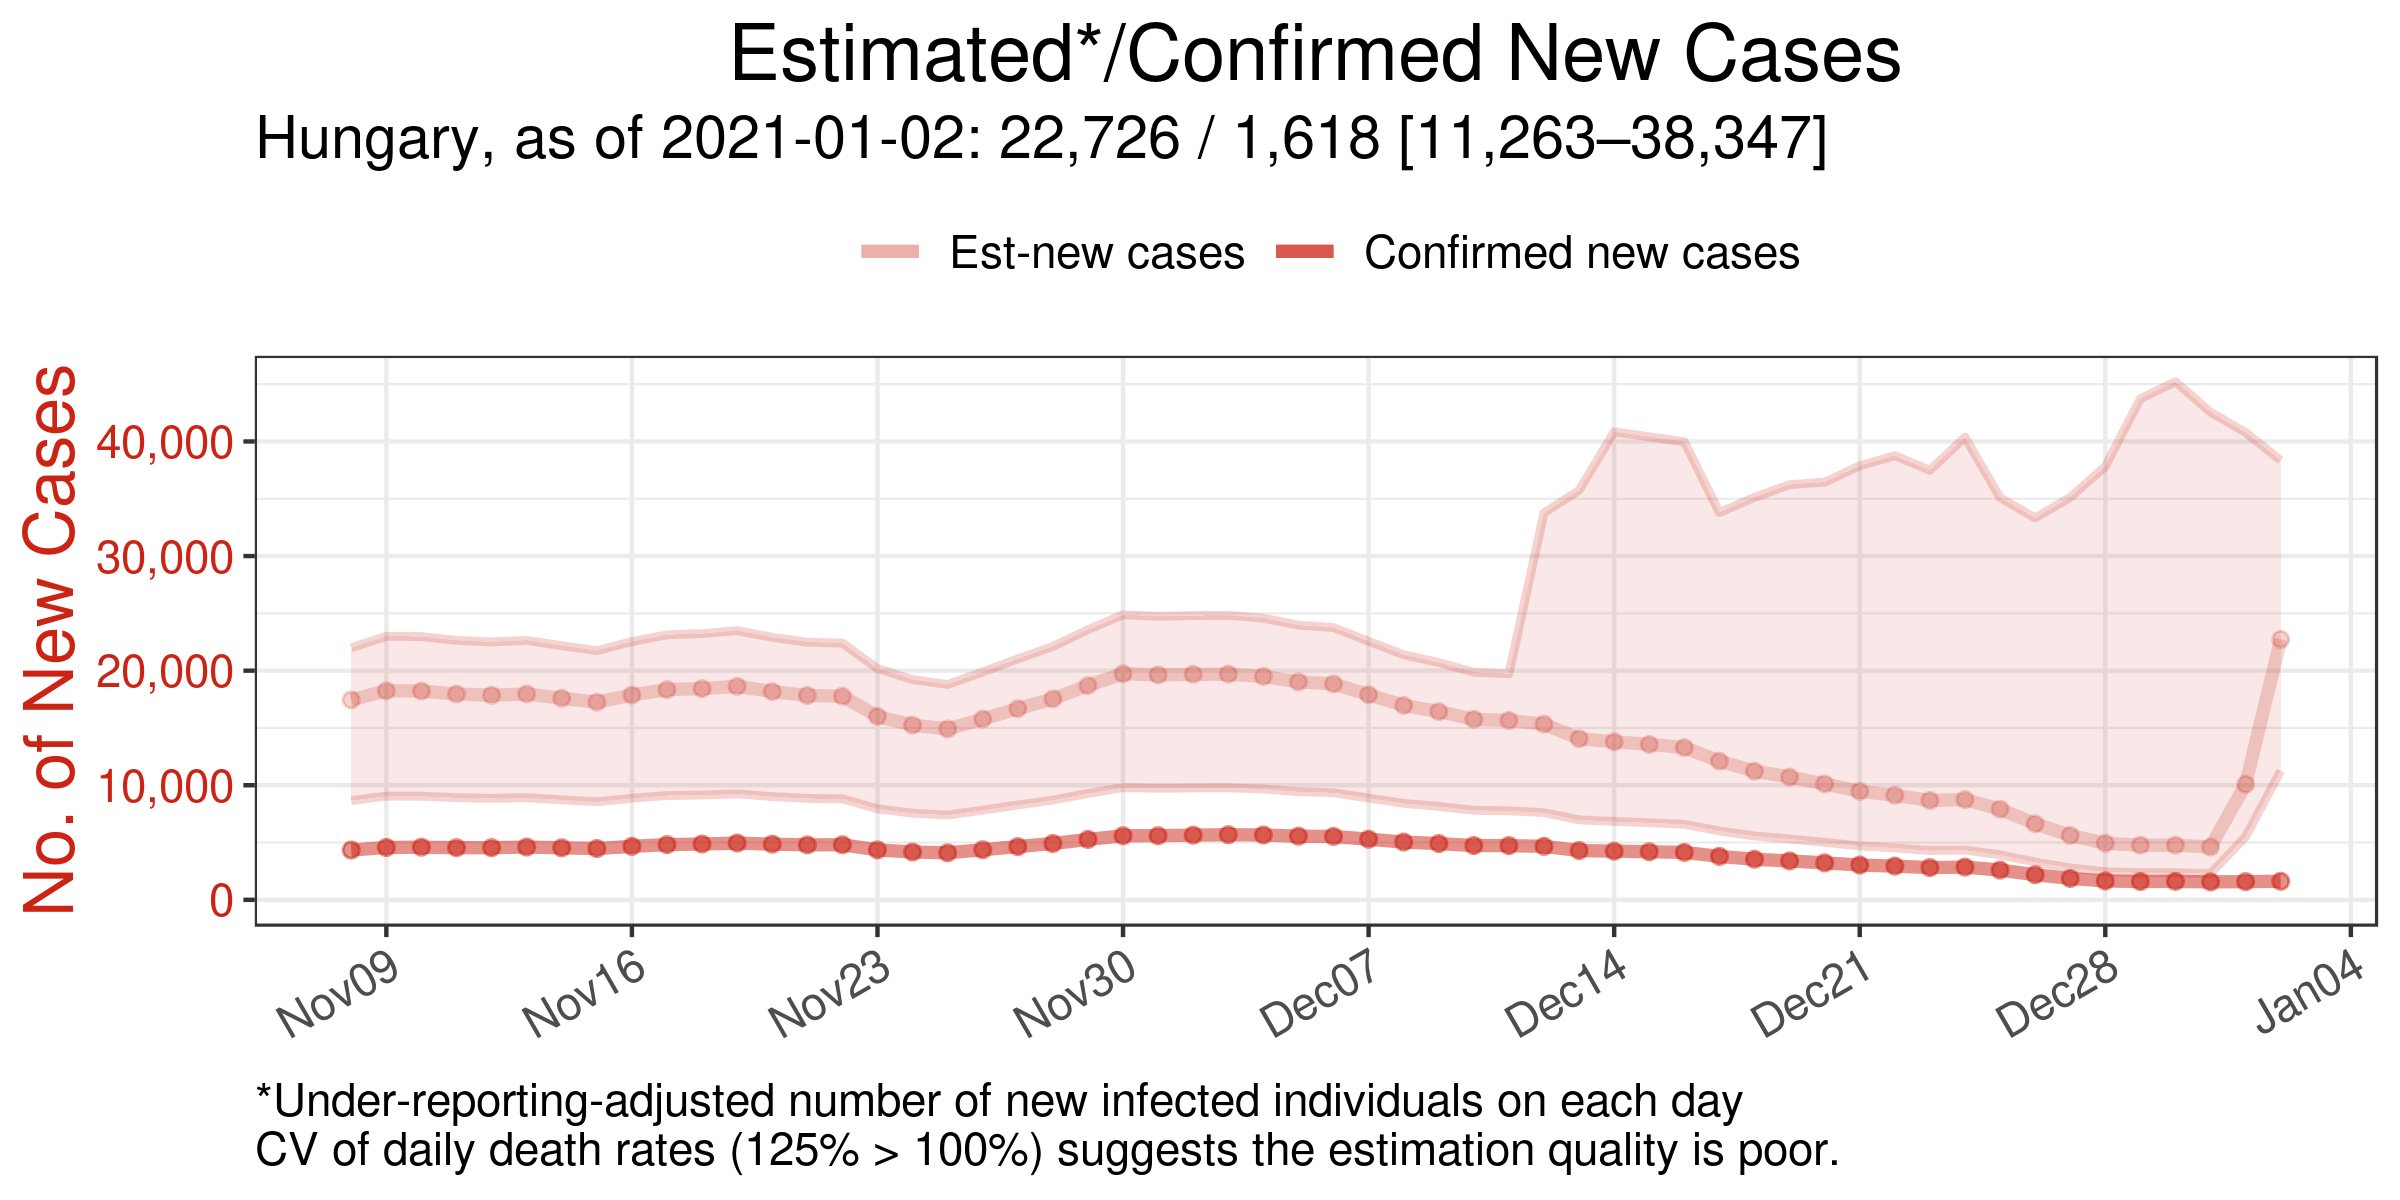 Estimated*/Confirmed New Cases
Hungary, as of 2021-01-02: 22,726 / 1,618 [11,263–38,347]
Est-new cases
Confirmed new cases
No. of New Cases
40,000
30,000
20,000
10,000
0
Nov09
Nov16
Nov23
Nov30
Dec07
Dec14
Dec21
Dec28
Jan04
*Under-reporting-adjusted number of new infected individuals on each day
CV of daily death rates (125% > 100%) suggests the estimation quality is poor.